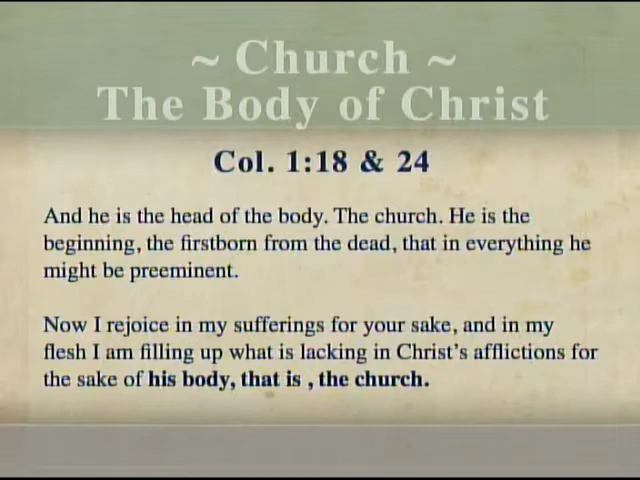 ~ Church ~
The Body of Christ
Col. 1:18 & 24
And he is the head of the body. The church. He is the
beginning, the firstborn from the dead, that in everything he
might be preeminent.
Now I rejoice in my sufferings for your sake, and in my
flesh I am filling up what is lacking in Christ's afflictions for
the sake of his body, that is , the church.